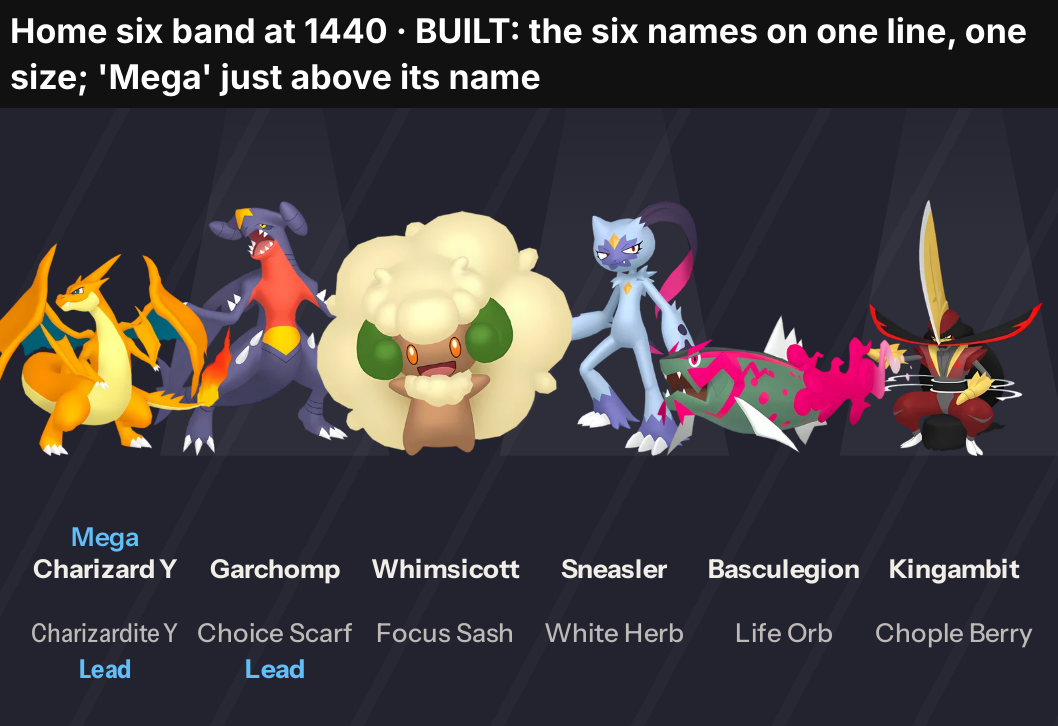 Home six band at 1440 · BUILT: the six names on one line, one
size; 'Mega' just above its name
Mega
Charizard Y Garchomp Whimsicott Sneasler Basculegion Kingambit
Charizardite Y Choice Scarf Focus Sash White Herb Life Orb Chople Berry
Lead Lead